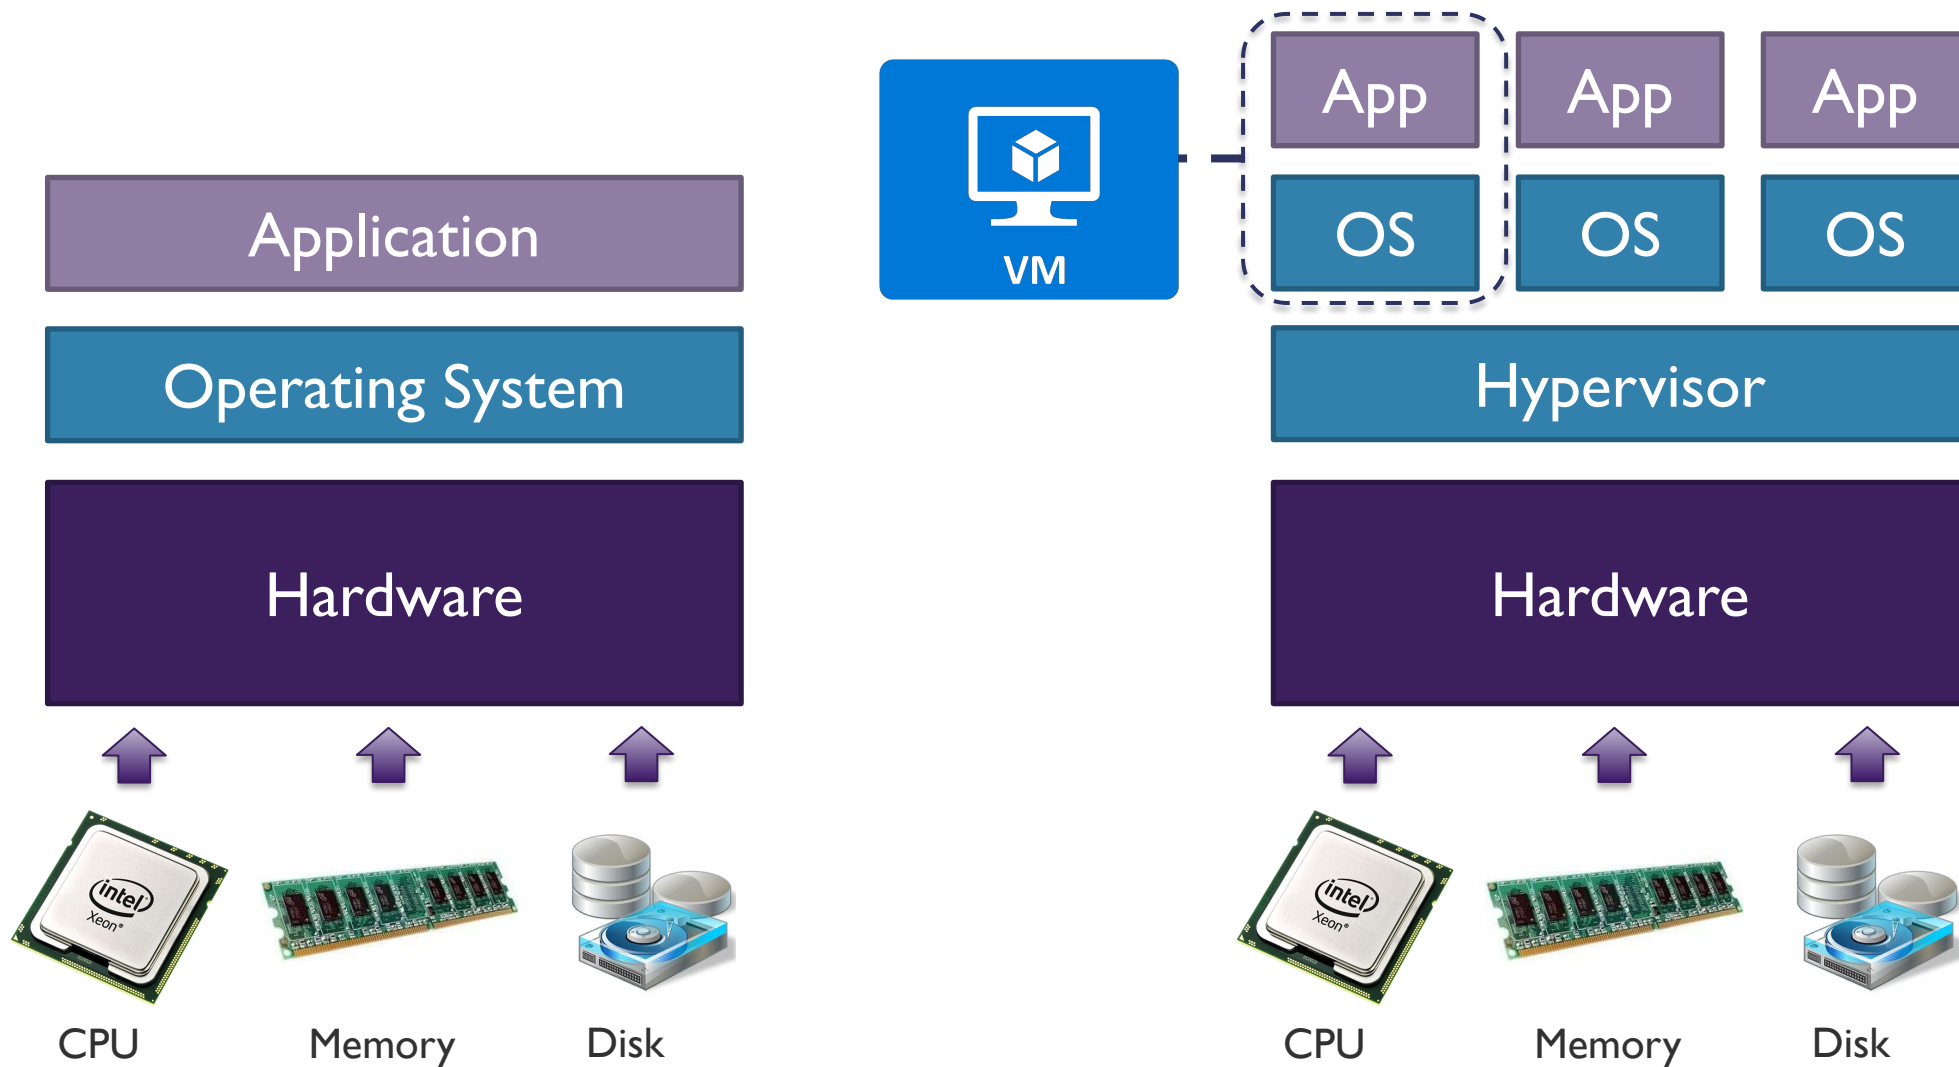 Application
Operating System
Hardware
intel
Xeon®
CPU
Memory
Disk
VM
App
App
App
OS
OS
OS
Hypervisor
Hardware
intel
Xeon®
CPU
Memory
Disk